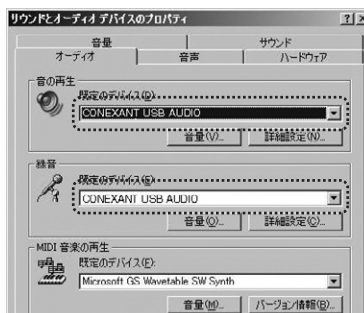 サウンドとオーディオ デバイスのプロパティ
音量 サウンド
オーディオ 音声 ハードウェア
音の再生
既定のデバイス(D):
CONEXANT USB AUDIO
音量(V)... 詳細設定(N)...
録音
既定のデバイス(E):
CONEXANT USB AUDIO
音量(O)... 詳細設定(C)...
MIDI 音楽の再生
既定のデバイス(F):
Microsoft GS Wavetable SW Synth
音量(M)... バージョン情報(B)...